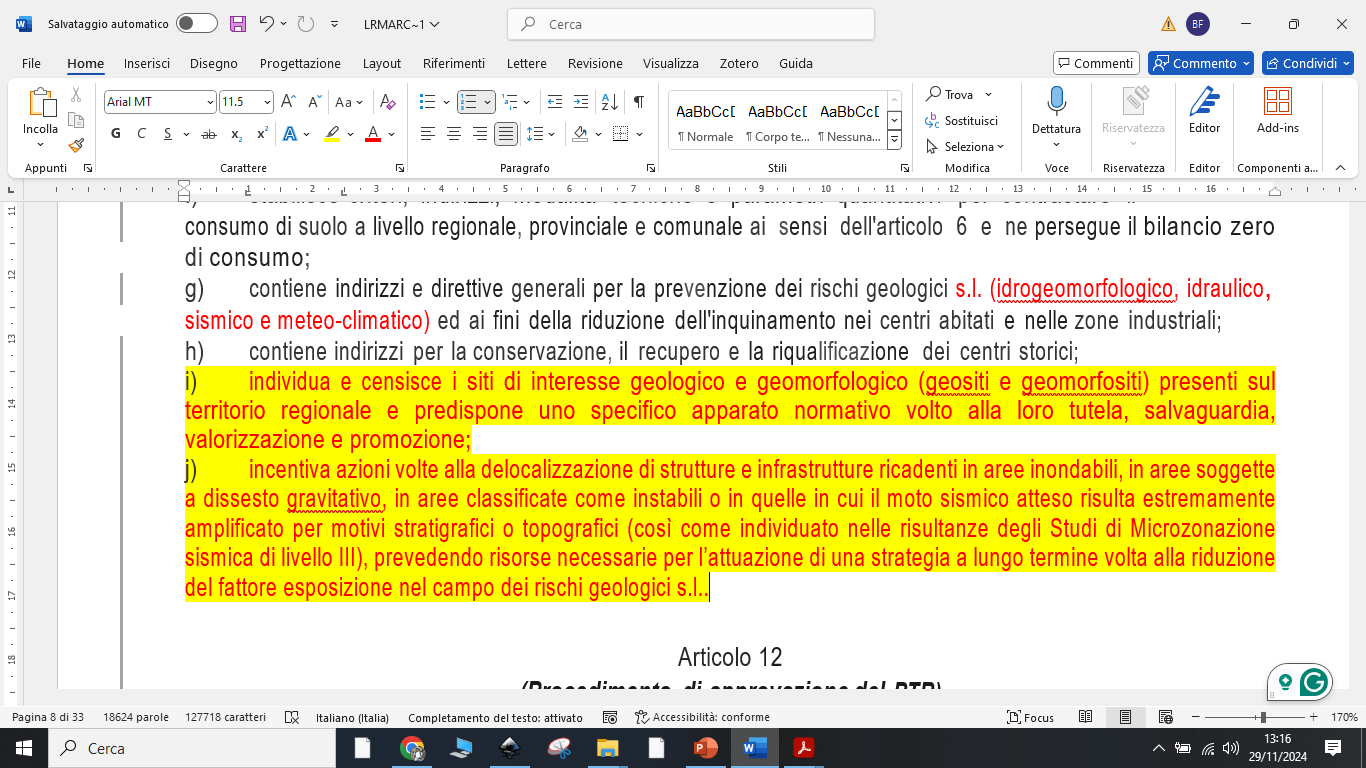 Salvataggio automatico
LRMARC~1
Cerca
BF
File Home Inserisci Disegno Progettazione Layout Riferimenti Lettere Revisione Visualizza Zotero Guida
Commenti Commento Condividi
Incolla
Appunti
Arial MT 11.5
Carattere
Paragrafo
AaBbCcD AaBbCcD AaBbCcD
¶ Normale ¶ Corpo te... ¶ Nessuna...
Stili
Trova
Sostituisci
Seleziona
Modifica
Dettatura
Voce
Riservatezza
Riservatezza
Editor
Editor
Add-ins
Componenti a...
consumo di suolo a livello regionale, provinciale e comunale ai sensi dell'articolo 6 e ne persegue il bilancio zero
di consumo;
g) contiene indirizzi e direttive generali per la prevenzione dei rischi geologici s.l. (idrogeomorfologico, idraulico,
sismico e meteo-climatico) ed ai fini della riduzione dell'inquinamento nei centri abitati e nelle zone industriali;
h) contiene indirizzi per la conservazione, il recupero e la riqualificazione dei centri storici;
i) individua e censisce i siti di interesse geologico e geomorfologico (geositi e geomorfositi) presenti sul
territorio regionale e predispone uno specifico apparato normativo volto alla loro tutela, salvaguardia,
valorizzazione e promozione;
j) incentiva azioni volte alla delocalizzazione di strutture e infrastrutture ricadenti in aree inondabili, in aree soggette
a dissesto gravitativo, in aree classificate come instabili o in quelle in cui il moto sismico atteso risulta estremamente
amplificato per motivi stratigrafici o topografici (così come individuato nelle risultanze degli Studi di Microzonazione
sismica di livello III), prevedendo risorse necessarie per l’attuazione di una strategia a lungo termine volta alla riduzione
del fattore esposizione nel campo dei rischi geologici s.l..
Articolo 12
(Procedimento di approvazione del PTR)
Pagina 8 di 33 18624 parole 127718 caratteri Italiano (Italia) Completamento del testo: attivato Accessibilità: conforme Focus 170%
Cerca
13:16
29/11/2024